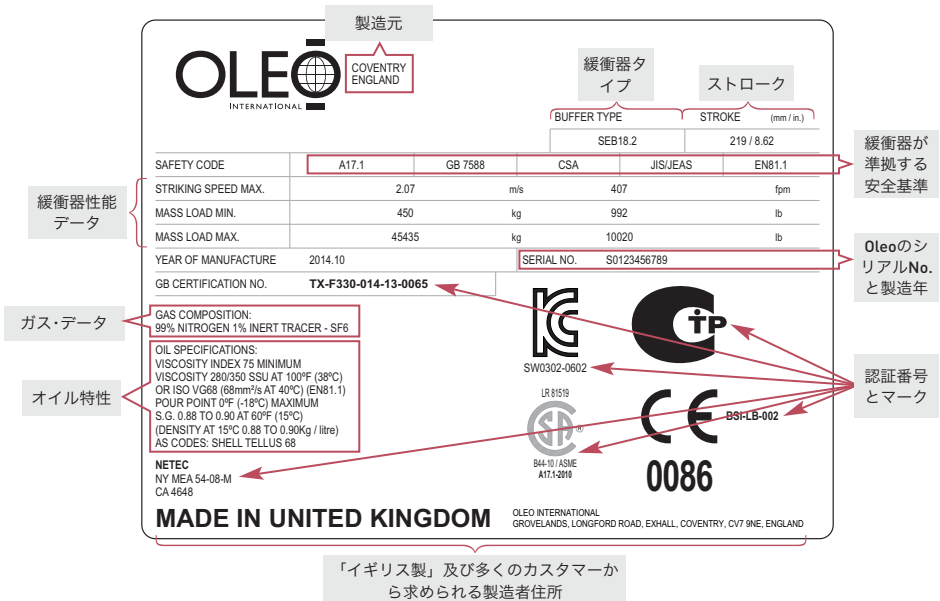 製造元
OLEO
INTERNATIONAL
COVENTRY
ENGLAND
緩衝器タ
イプ
ストローク
BUFFER TYPE STROKE (mm / in.)
SEB18.2 219 / 8.62
SAFETY CODE A17.1 GB 7588 CSA JIS/JEAS EN81.1
緩衝器が
準拠する
安全基準
STRIKING SPEED MAX. 2.07 m/s 407 fpm
MASS LOAD MIN. 450 kg 992 lb
MASS LOAD MAX. 45435 kg 10020 lb
緩衝器性能
データ
YEAR OF MANUFACTURE 2014.10 SERIAL NO. S0123456789
Oleoのシ
リアルNo.
と製造年
GB CERTIFICATION NO. TX-F330-014-13-0065
ガス・データ
GAS COMPOSITION:
99% NITROGEN 1% INERT TRACER - SF6
オイル特性
OIL SPECIFICATIONS:
VISCOSITY INDEX 75 MINIMUM
VISCOSITY 280/350 SSU AT 100ºF (38ºC)
OR ISO VG68 (68mm²/s AT 40ºC) (EN81.1)
POUR POINT 0ºF (-18ºC) MAXIMUM
S.G. 0.88 TO 0.90 AT 60ºF (15ºC)
(DENSITY AT 15ºC 0.88 TO 0.90Kg / litre)
AS CODES: SHELL TELLUS 68
NETEC
NY MEA 54-08-M
CA 4648
KC
SW0302-0602
CTP
LR 81519
CSA ®
B44-10 / ASME
A17.1-2010
CE
BSI-LB-002
0086
認証番号
とマーク
MADE IN UNITED KINGDOM
OLEO INTERNATIONAL
GROVELANDS, LONGFORD ROAD, EXHALL, COVENTRY, CV7 9NE, ENGLAND
「イギリス製」及び多くのカスタマーか
ら求められる製造者住所